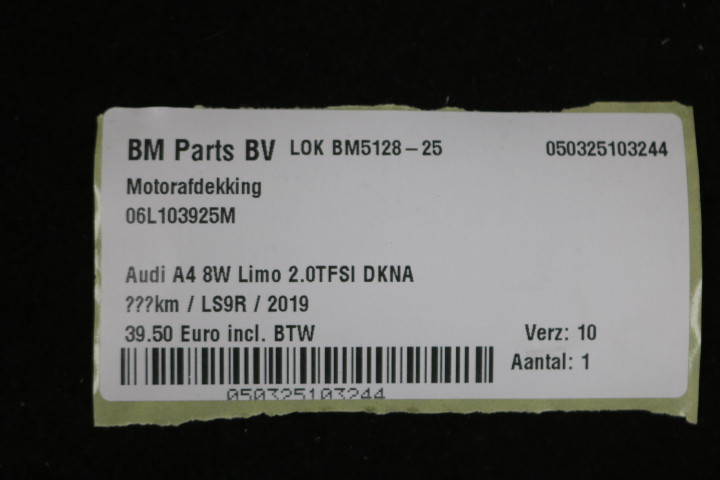 BM Parts BV LOK BM5128-25 050325103244
Motorafdekking
06L103925M
Audi A4 8W Limo 2.0TFSI DKNA
???km / LS9R / 2019
39.50 Euro incl. BTW Verz: 10
Aantal: 1
050325103244